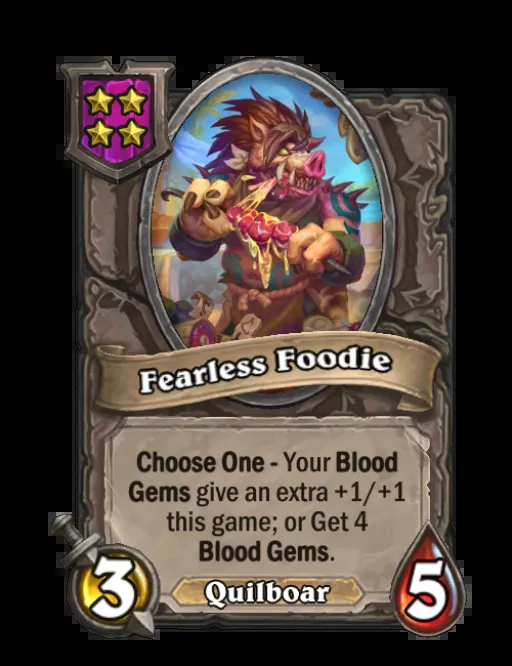 Fearless Foodie
Choose One - Your Blood
Gems give an extra +1/+1
this game; or Get 4
Blood Gems.
3
Quilboar
5